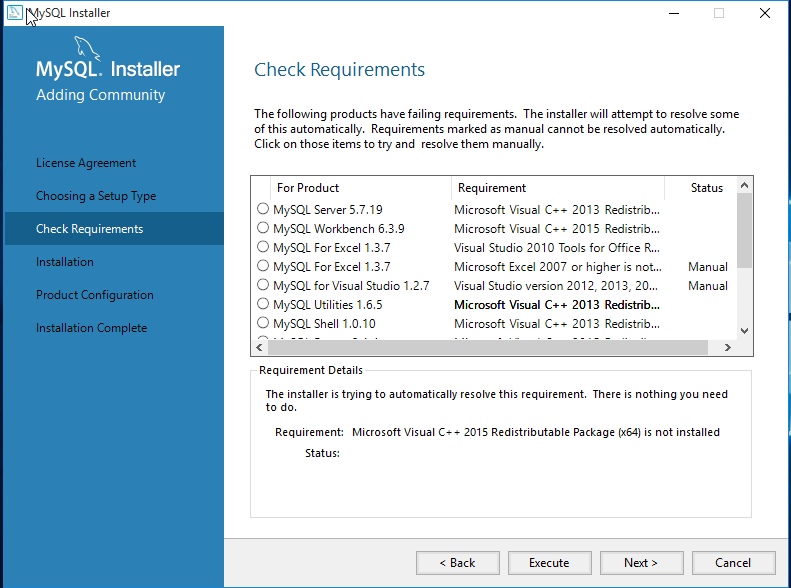 MySQL Installer
MySQL. Installer
Adding Community
License Agreement
Choosing a Setup Type
Check Requirements
Installation
Product Configuration
Installation Complete
Check Requirements
The following products have failing requirements. The installer will attempt to resolve some
of this automatically. Requirements marked as manual cannot be resolved automatically.
Click on those items to try and resolve them manually.
For Product Requirement Status
MySQL Server 5.7.19 Microsoft Visual C++ 2013 Redistrib...
MySQL Workbench 6.3.9 Microsoft Visual C++ 2015 Redistrib...
MySQL For Excel 1.3.7 Visual Studio 2010 Tools for Office R...
MySQL For Excel 1.3.7 Microsoft Excel 2007 or higher is not... Manual
MySQL for Visual Studio 1.2.7 Visual Studio version 2012, 2013, 20... Manual
MySQL Utilities 1.6.5 Microsoft Visual C++ 2013 Redistrib...
MySQL Shell 1.0.10 Microsoft Visual C++ 2013 Redistrib...
Requirement Details
The installer is trying to automatically resolve this requirement. There is nothing you need
to do.
Requirement: Microsoft Visual C++ 2015 Redistributable Package (x64) is not installed
Status:
< Back Execute Next > Cancel